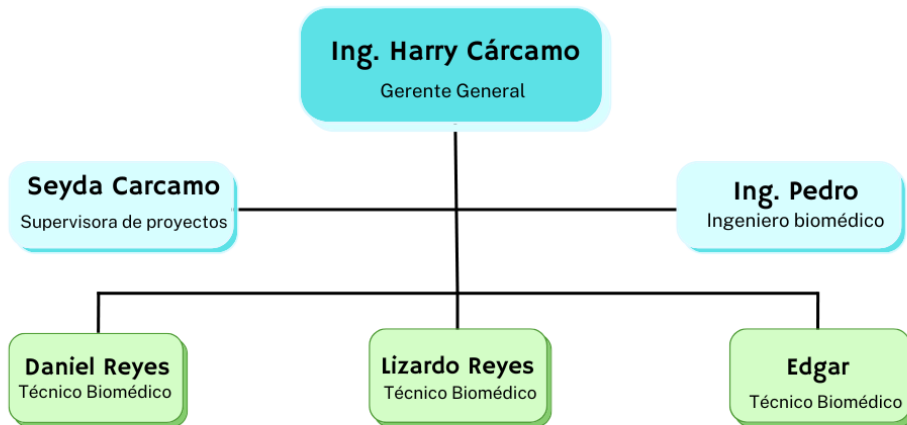 Ing. Harry Cárcamo
Gerente General
Seyda Carcamo
Supervisora de proyectos
Ing. Pedro
Ingeniero biomédico
Daniel Reyes
Técnico Biomédico
Lizardo Reyes
Técnico Biomédico
Edgar
Técnico Biomédico